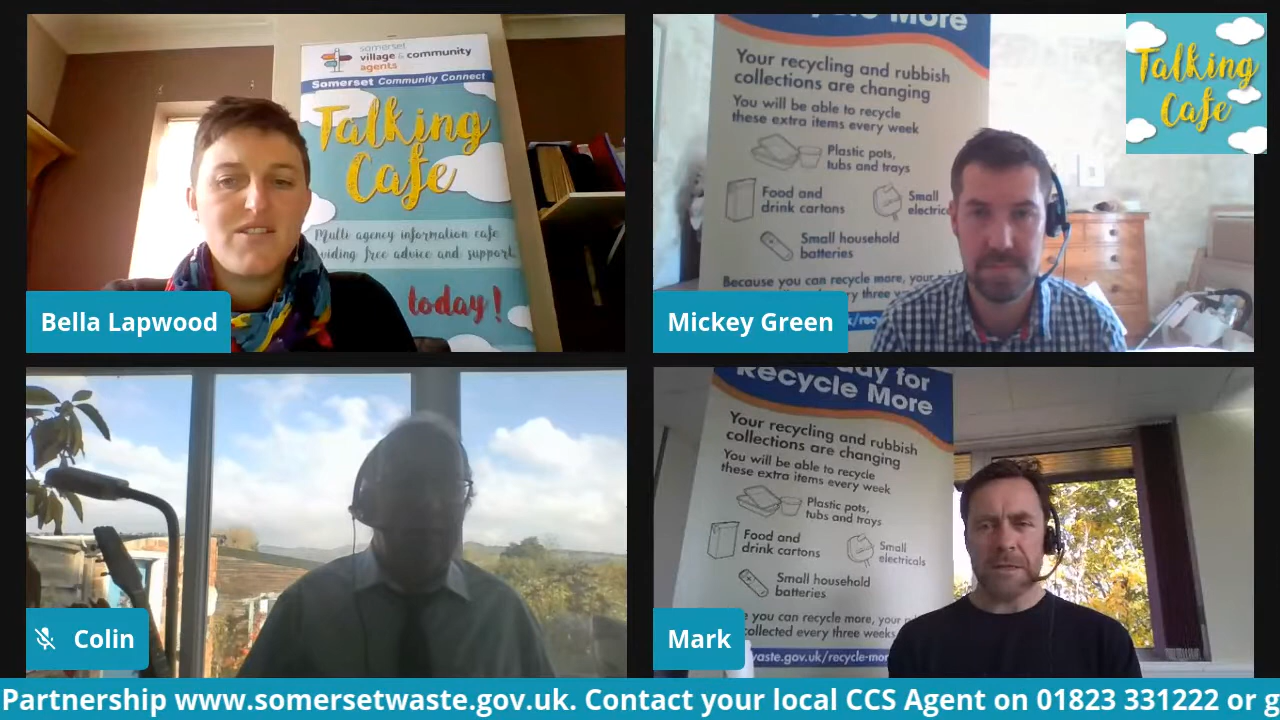 somerset
village & community
agents
Somerset Community Connect
Talking
Cafe
Multi agency information cafe
viding free advice and support
today!
Bella Lapwood
More
Your recycling and rubbish
collections are changing
You will be able to recycle
these extra items every week
Plastic pots,
tubs and trays
Food and
drink cartons
Small
electric
Small household
batteries
Because you can recycle more, your
every three
Mickey Green
Talking
Cafe
Colin
for
Recycle More
Your recycling and rubbish
collections are changing
You will be able to recycle
these extra items every week
Plastic pots,
tubs and trays
Food and
drink cartons
Small
electricals
Small household
batteries
you can recycle more, your
collected every three weeks
waste.gov.uk/recycle-mor
Mark
Partnership www.somersetwaste.gov.uk. Contact your local CCS Agent on 01823 331222 or g